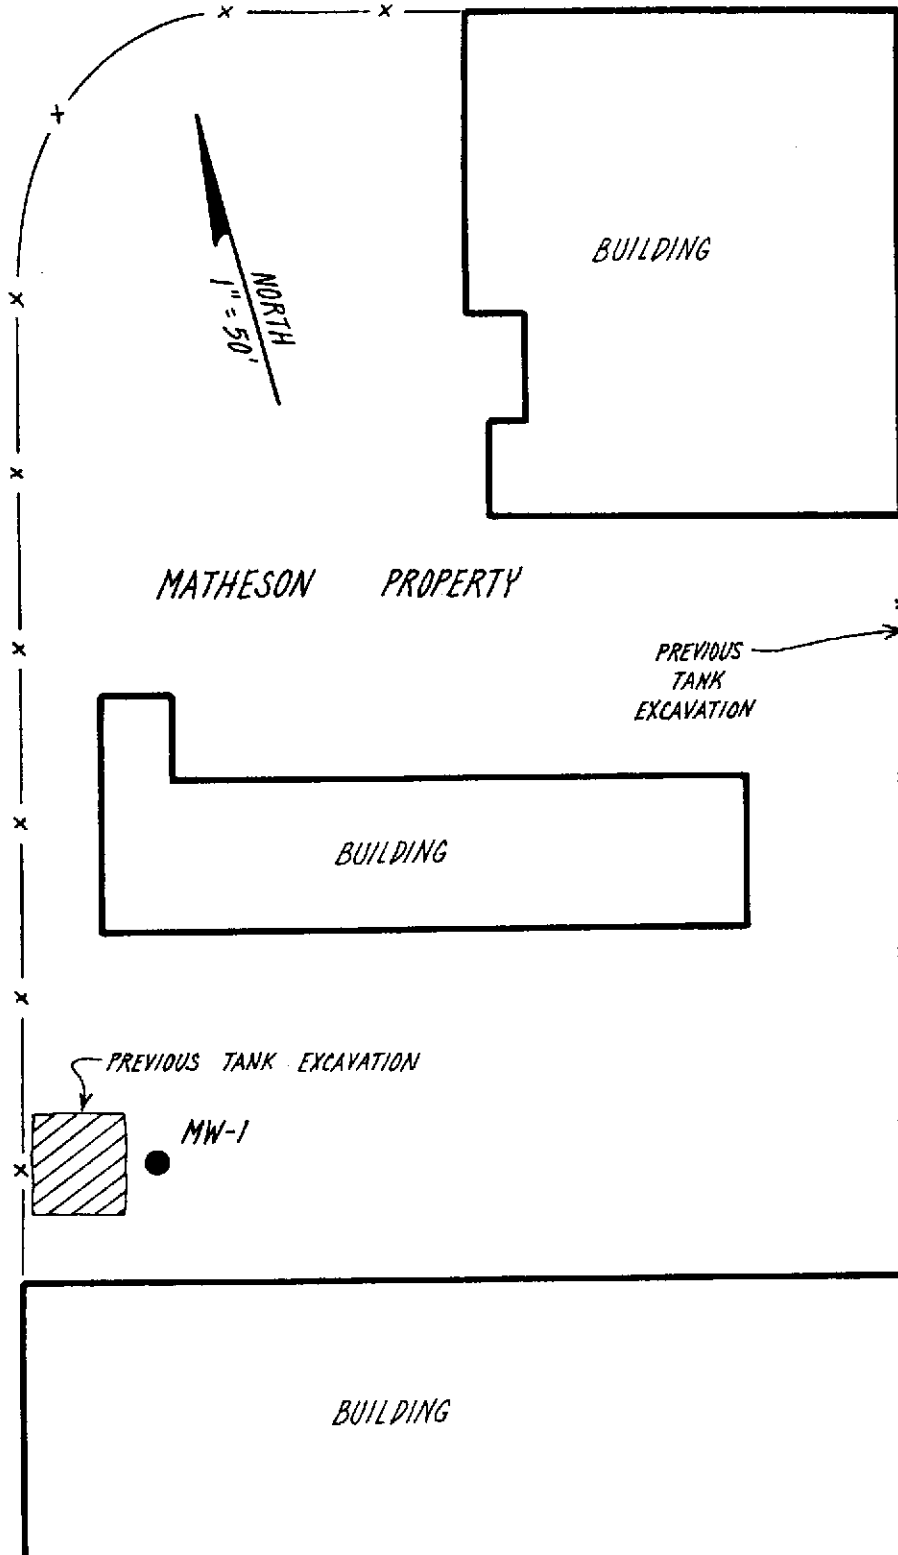 BUILDING
NORTH
1" = 50'
MATHESON PROPERTY
PREVIOUS
TANK
EXCAVATION
BUILDING
PREVIOUS TANK EXCAVATION
MW-1
BUILDING